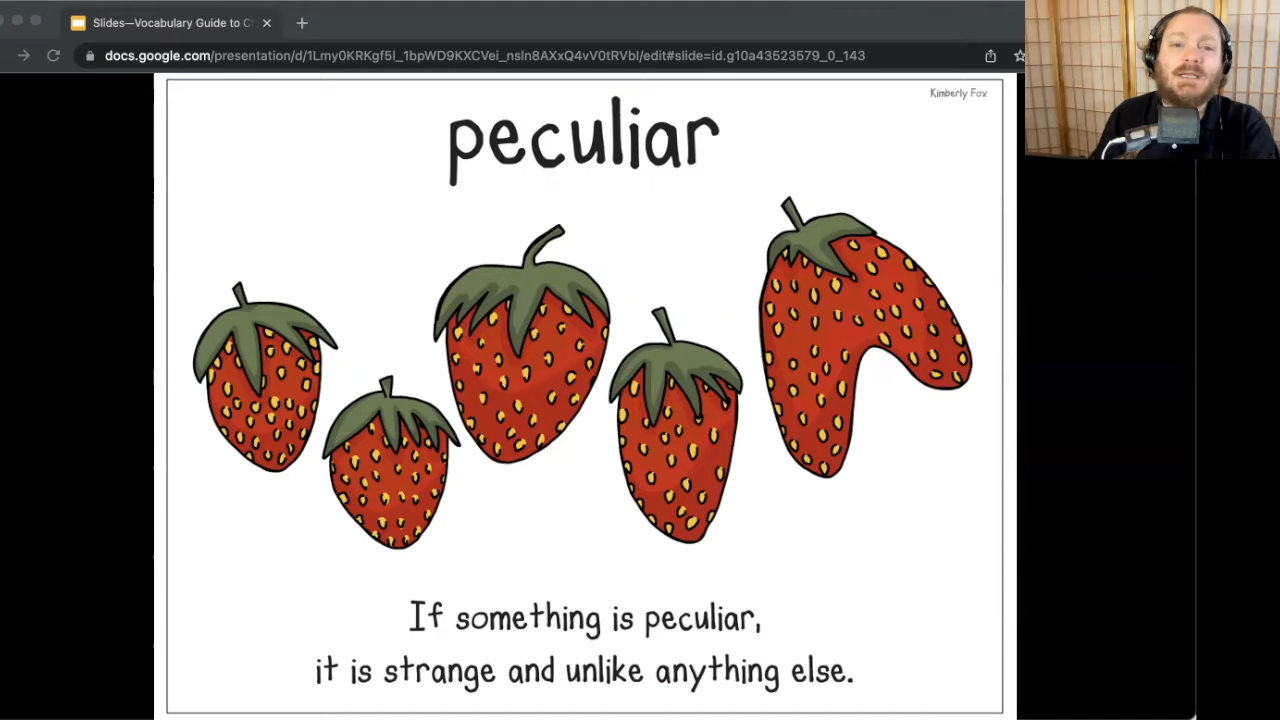 Slides—Vocabulary Guide to C
docs.google.com/presentation/d/1Lmy0KRKgf5l_1bpWD9KXCVei_nsln8AXxQ4vV0tRVbI/edit#slide=id.g10a43523579_0_143
Kimberly Fox
peculiar
If something is peculiar,
it is strange and unlike anything else.